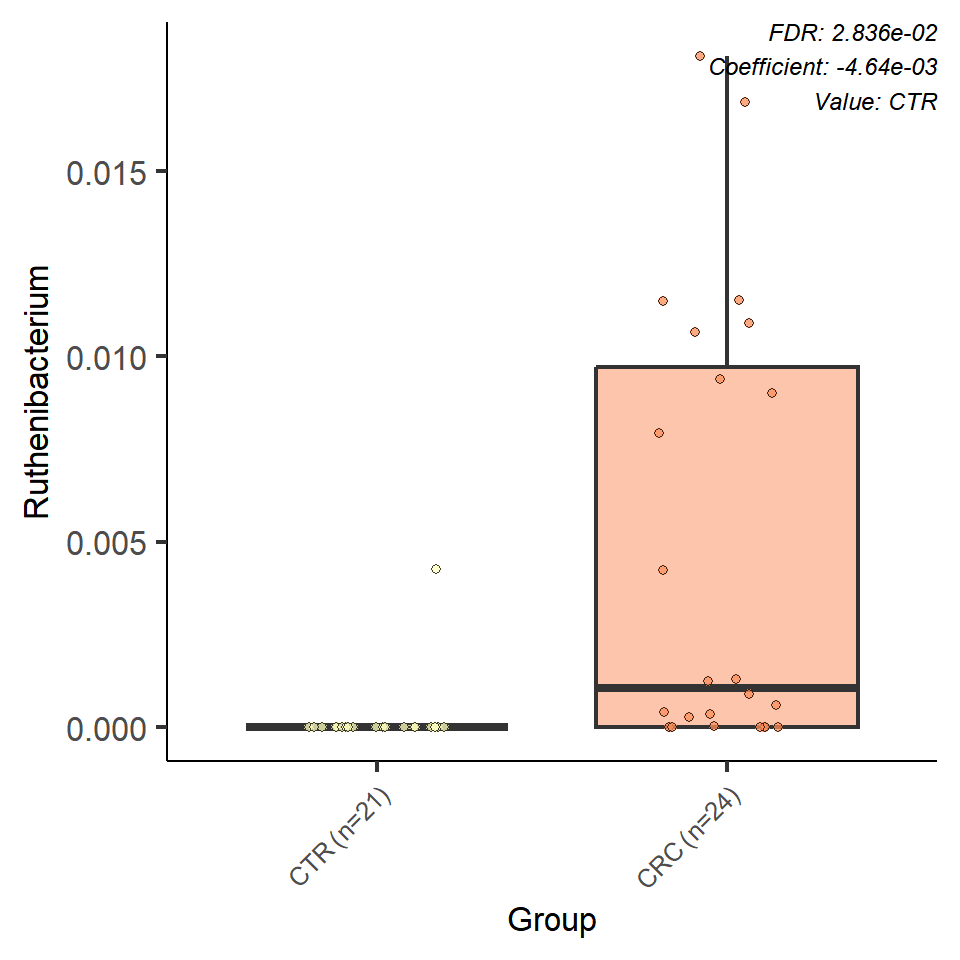 FDR: 2.836e-02
Coefficient: -4.64e-03
Value: CTR
0.015
0.010
0.005
0.000
Ruthenibacterium
CTR (n=21)
CRC (n=24)
Group